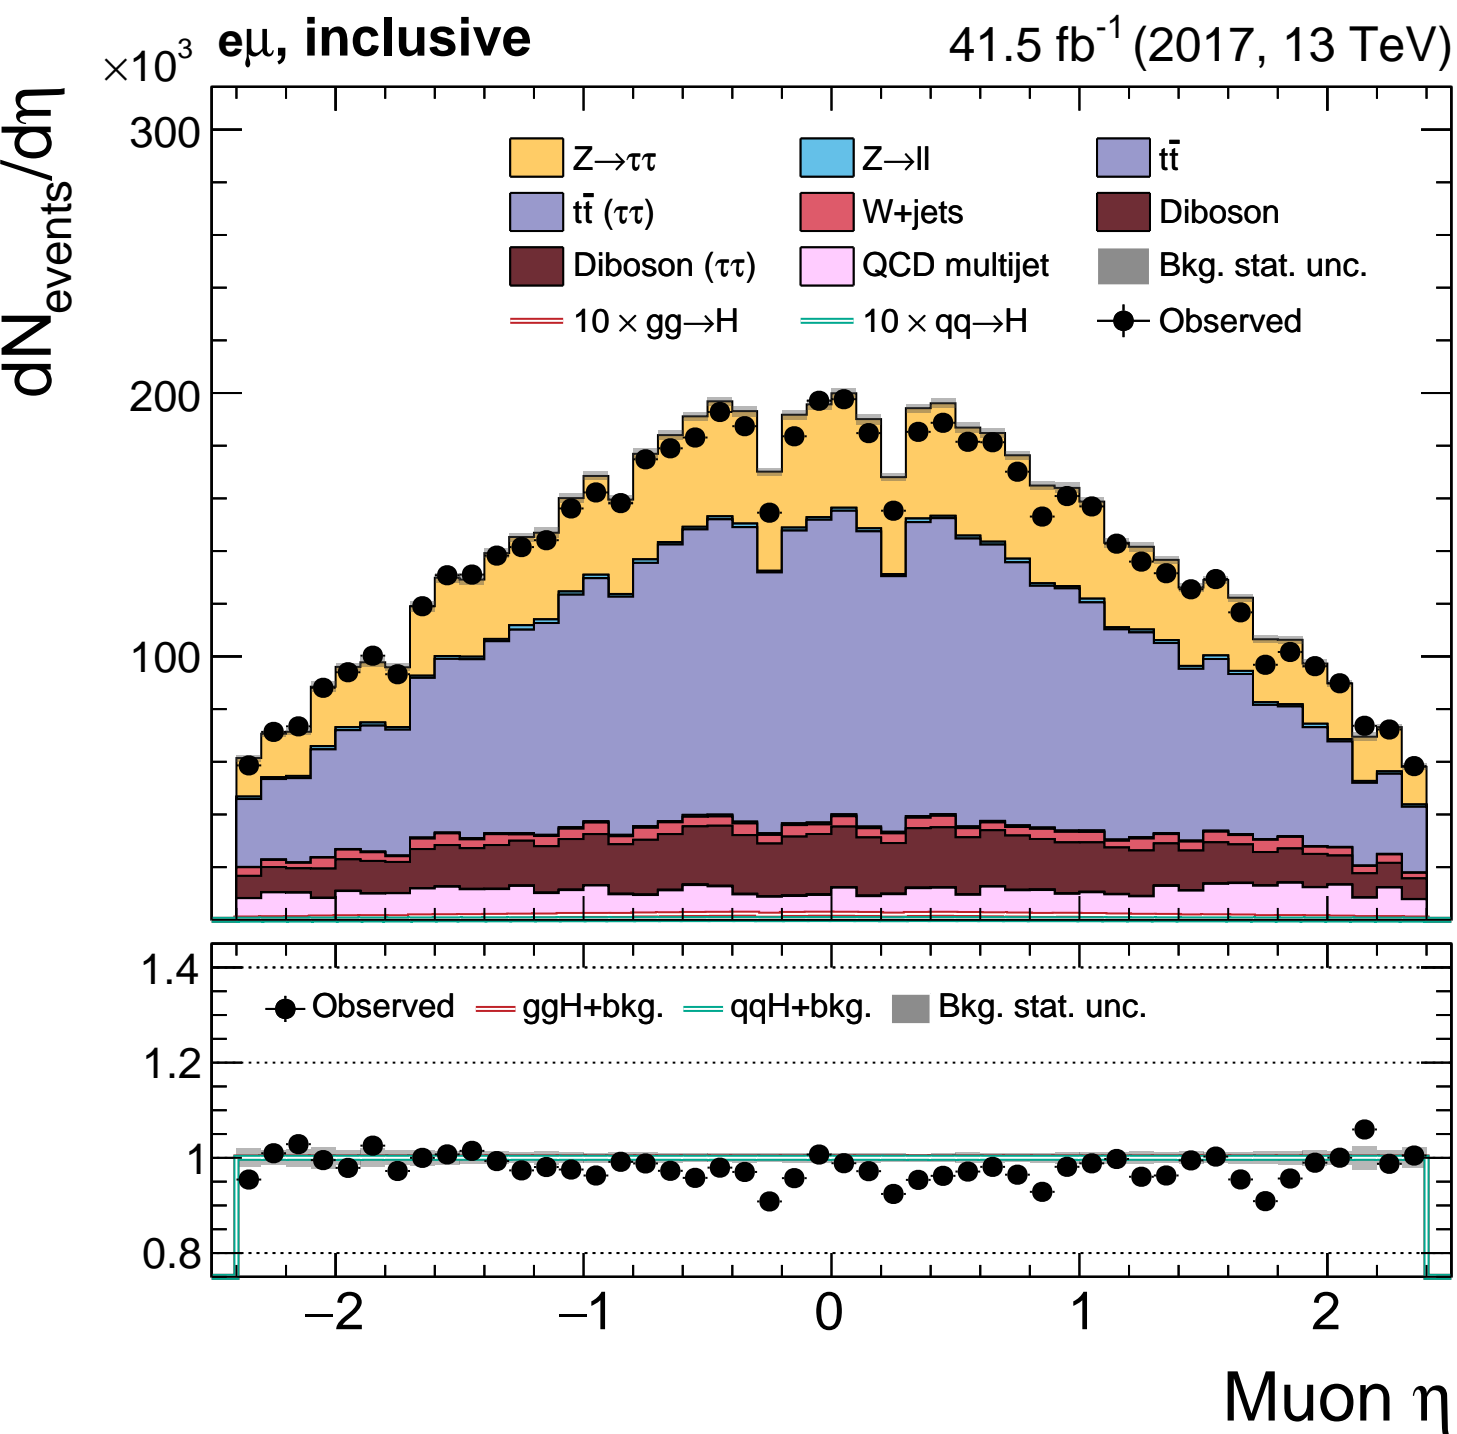 ×10³ eμ, inclusive 41.5 fb⁻¹ (2017, 13 TeV)
dN_events/dη
300
200
100
Z→ττ Z→ll tt̄
tt̄ (ττ) W+jets Diboson
Diboson (ττ) QCD multijet Bkg. stat. unc.
10 × gg→H 10 × qq→H Observed
1.4
1.2
1
0.8
Observed ggH+bkg. qqH+bkg. Bkg. stat. unc.
−2 −1 0 1 2
Muon η